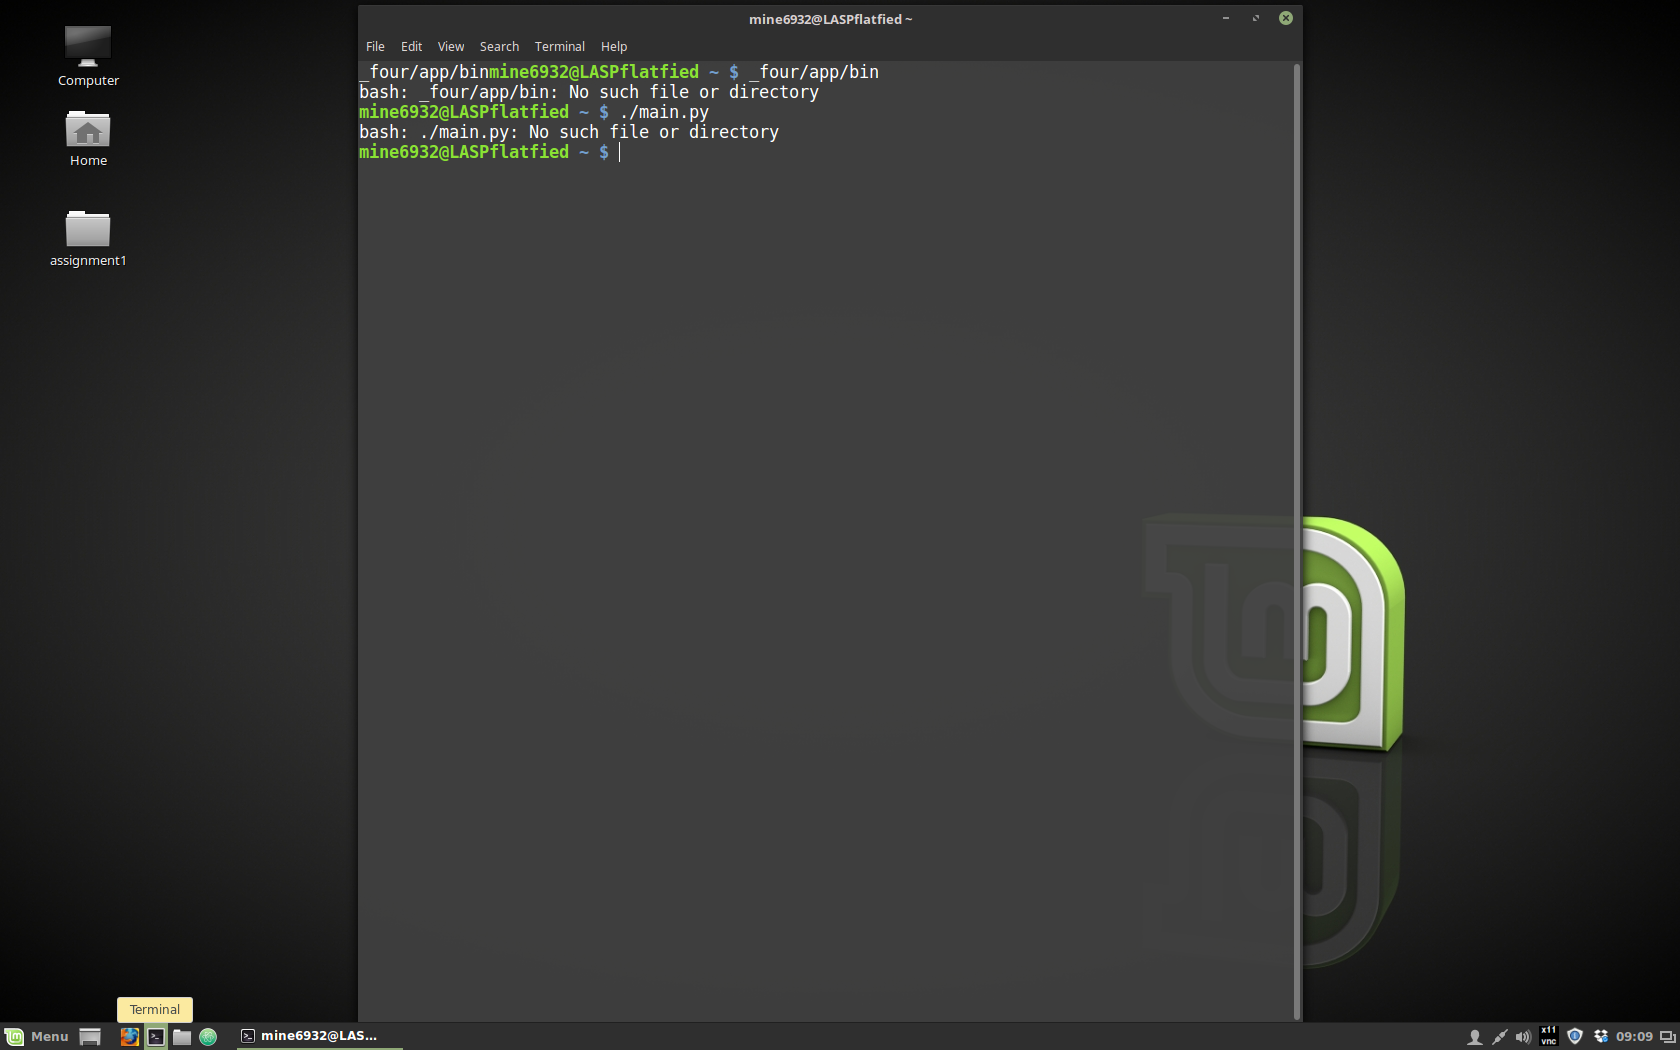 mine6932@LASPflatfied ~
File Edit View Search Terminal Help
_four/app/binmine6932@LASPflatfied ~ $ _four/app/bin
bash: _four/app/bin: No such file or directory
mine6932@LASPflatfied ~ $ ./main.py
bash: ./main.py: No such file or directory
mine6932@LASPflatfied ~ $
Computer
Home
assignment1
Terminal
Menu
mine6932@LAS...
x11
vnc
09:09